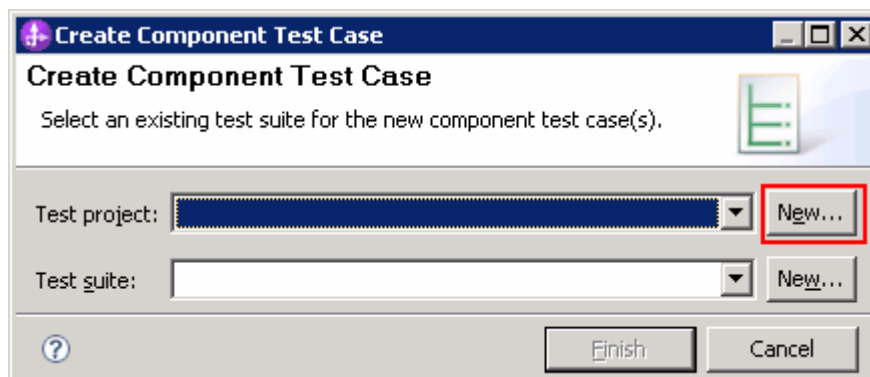 Create Component Test Case
Create Component Test Case
Select an existing test suite for the new component test case(s).
Test project: New...
Test suite: New...
? Finish Cancel